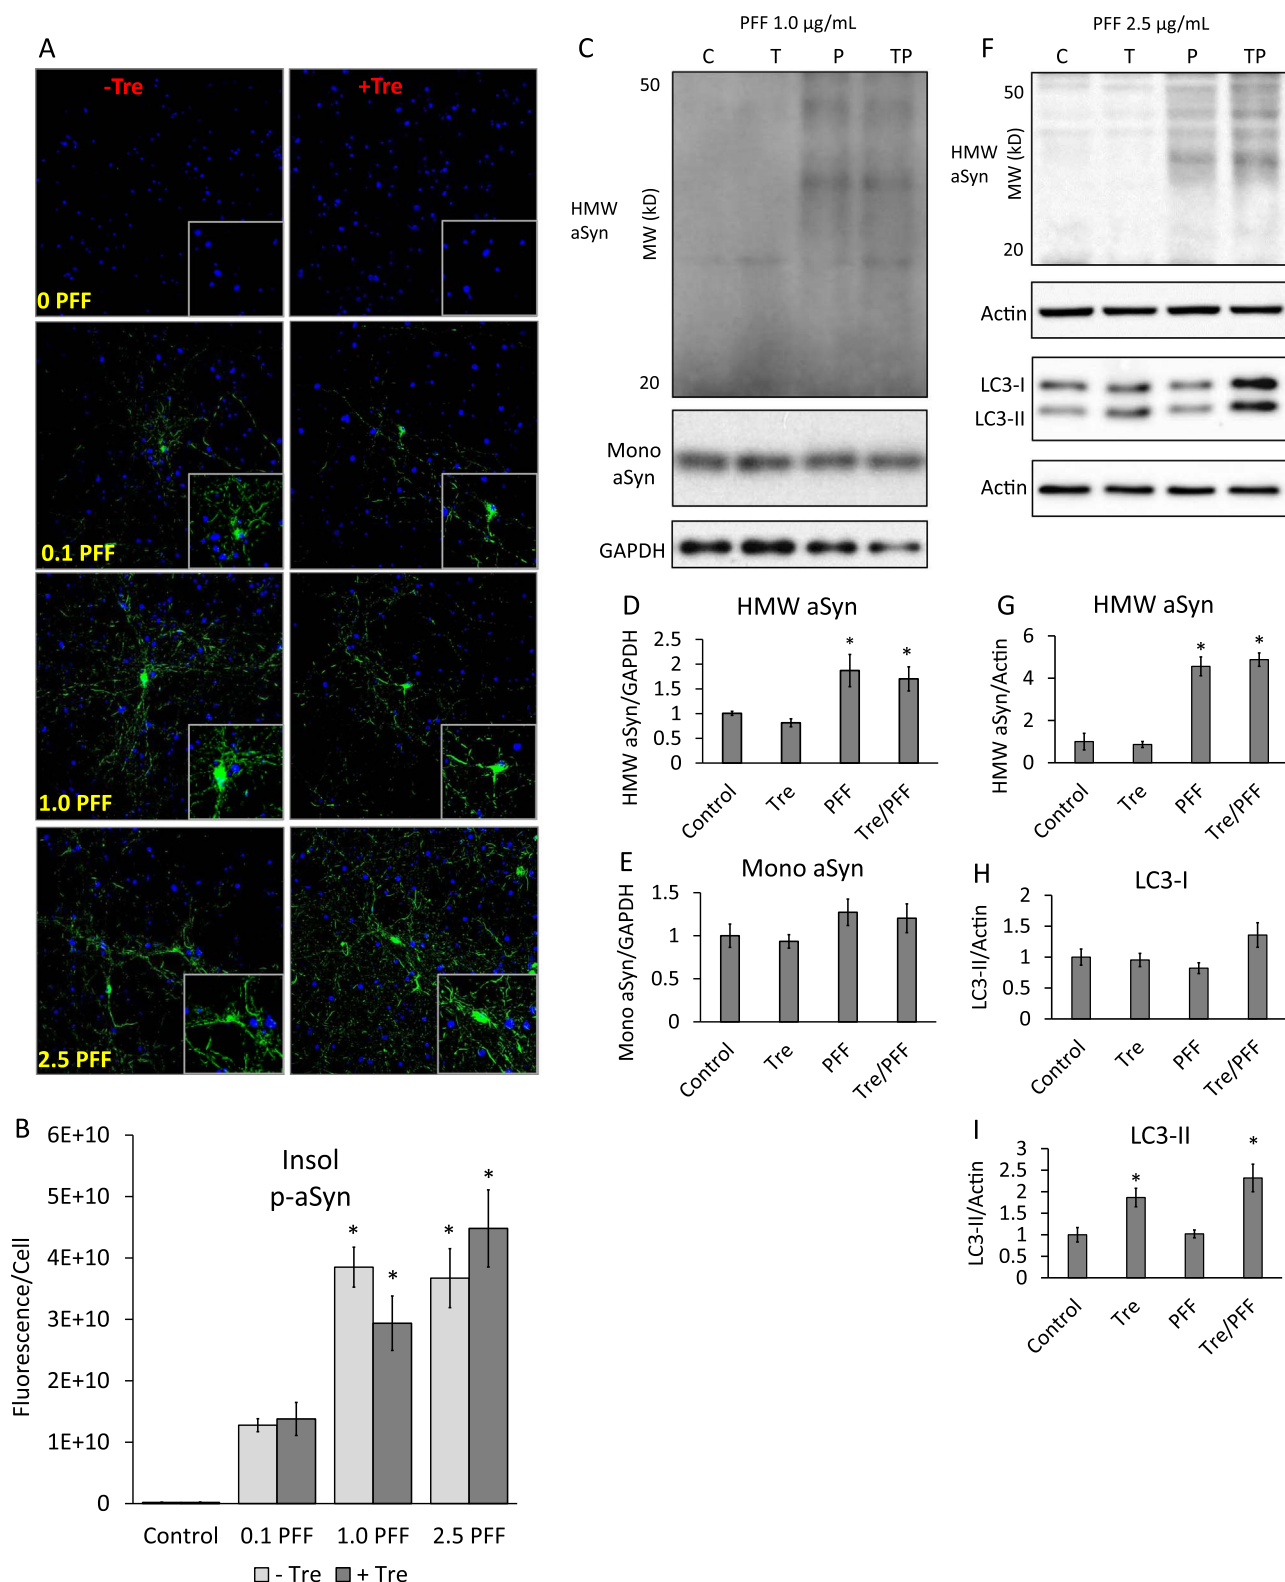 A
-Tre
+Tre
0 PFF
0.1 PFF
1.0 PFF
2.5 PFF
B
6E+10
5E+10
4E+10
3E+10
2E+10
1E+10
0
Fluorescence/Cell
Insol
p-aSyn
*
*
*
*
Control
0.1 PFF
1.0 PFF
2.5 PFF
- Tre
+ Tre
C
PFF 1.0 µg/mL
C
T
P
TP
50
20
MW (kD)
HMW
aSyn
Mono
aSyn
GAPDH
D
HMW aSyn
HMW aSyn/GAPDH
2.5
2
1.5
1
0.5
0
*
*
Control
Tre
PFF
Tre/PFF
E
Mono aSyn
Mono aSyn/GAPDH
1.5
1
0.5
0
Control
Tre
PFF
Tre/PFF
F
PFF 2.5 µg/mL
C
T
P
TP
50
20
MW (kD)
HMW
aSyn
Actin
LC3-I
LC3-II
Actin
G
HMW aSyn
HMW aSyn/Actin
6
4
2
0
*
*
Control
Tre
PFF
Tre/PFF
H
LC3-I
LC3-II/Actin
2
1.5
1
0.5
0
Control
Tre
PFF
Tre/PFF
I
LC3-II
LC3-II/Actin
3
2.5
2
1.5
1
0.5
0
*
*
Control
Tre
PFF
Tre/PFF